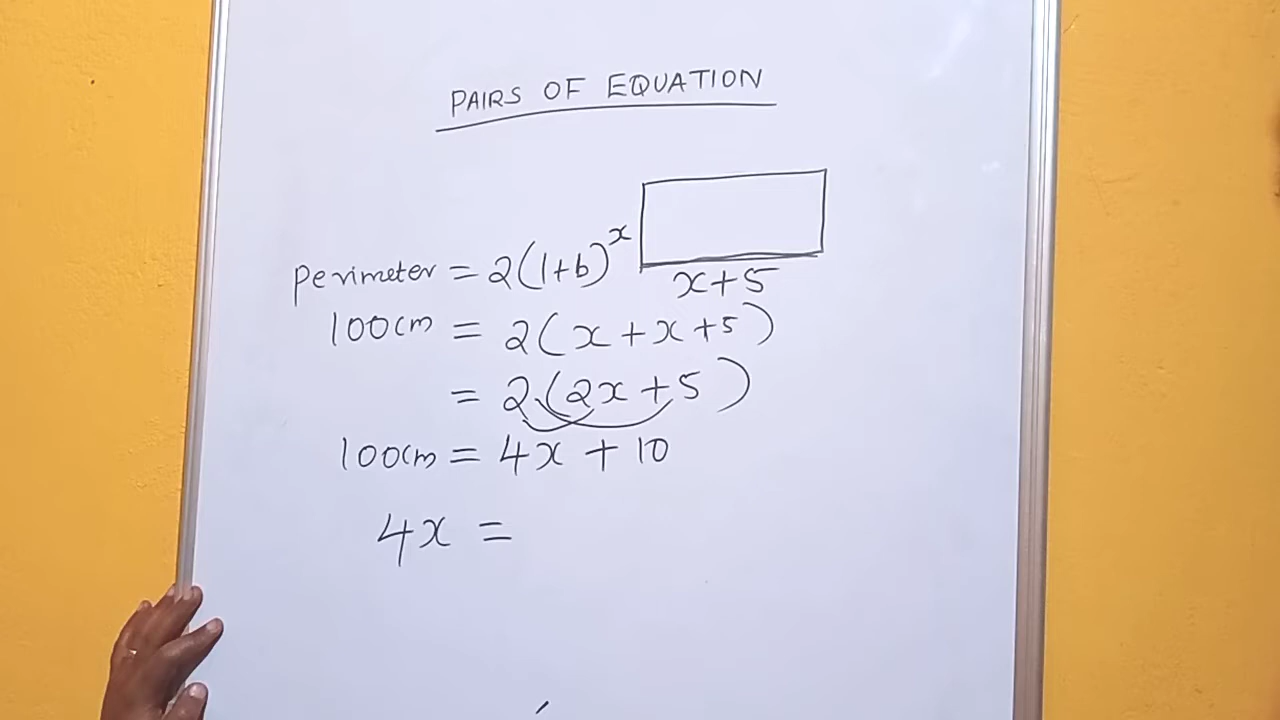 PAIRS OF EQUATION
x
Perimeter = 2(l+b)
x+5
100cm = 2(x+x+5)
= 2(2x+5)
100cm = 4x + 10
4x =